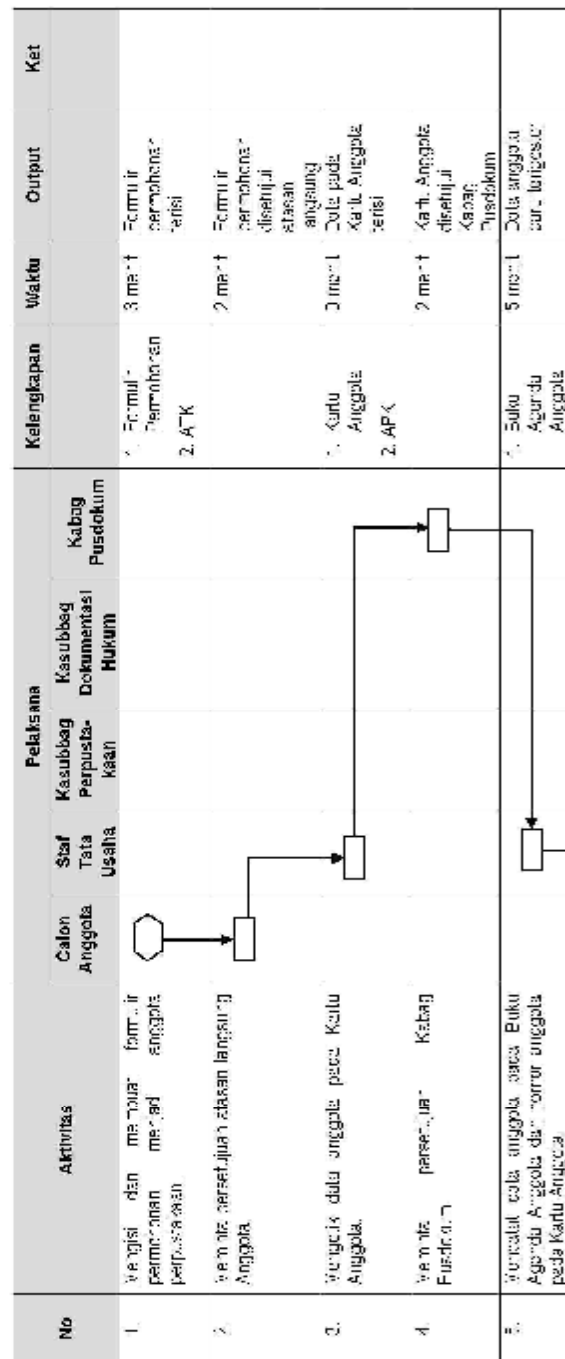 No
Aktivitas
Pelaksana
Kelengkapan
Waktu
Output
Ket
Calon
Anggota
Staf
Tata
Usaha
Kasubbag
Perpusta-
kaan
Kasubbag
Dokumentasi
Hukum
Kabag
Pusdokum
1.
Mengisi dan membuat formulir
permohonan menjadi anggota
perpustakaan
1. Formulir
Permohonan
2. ATK
3 menit
Formulir
permohonan
terisi
2.
Meminta persetujuan atasan langsung
Anggota.
2 menit
Formulir
permohonan
disetujui
atasan
langsung
3.
Mengetik data anggota pada Kartu
Anggota.
1. Kartu
Anggota
2. APK
3 menit
Data pada
Kartu Anggota
terisi
4.
Meminta persetujuan Kabag
Pusdokum
2 menit
Kartu Anggota
disetujui
Kabag
Pusdokum
5.
Mencatat data anggota pada Buku
Agenda Anggota dan nomor anggota
pada Kartu Anggota.
1. Buku
Agenda
Anggota
5 menit
Data anggota
baru